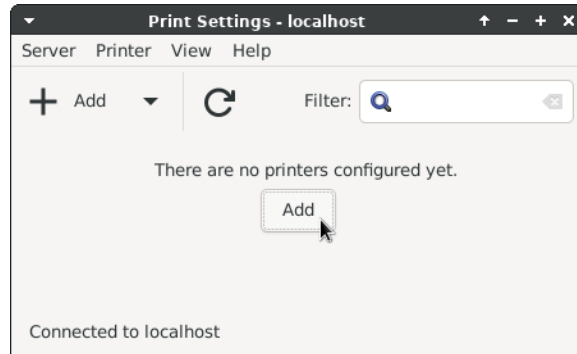 Print Settings - localhost
Server Printer View Help
Add Filter:
There are no printers configured yet.
Add
Connected to localhost